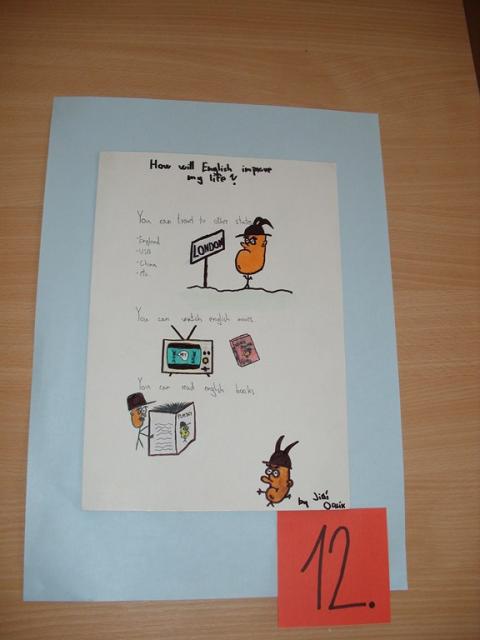 How will English improve
my life?
You can travel to other states
LONDON
-England
-USA
-China
-etc.
You can watch english movies
You can read english books
by Jiří
12.